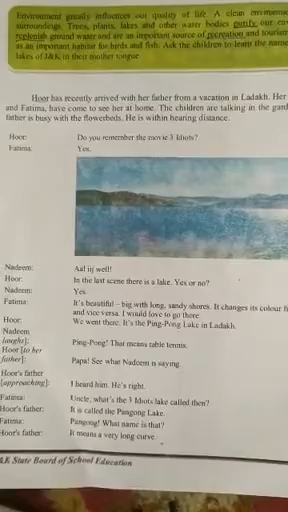 Environment greatly influences our quality of life. A clean
surroundings. Trees, plants, lakes and other water bodies purify our
replenish ground water and are an important source of recreation and tourism
as an important habitat for birds and fish. Ask the children to learn the name
lakes of J&K in their mother tongue.
Hoor has recently arrived with her father from a vacation in Ladakh. Her
and Fatima, have come to see her at home. The children are talking in the gard
father is busy with the flowerbeds. He is within hearing distance.
Hoor: Do you remember the movie 3 Idiots?
Fatima: Yes.
Nadeem: Aal iij well!
Hoor: In the last scene there is a lake. Yes or no?
Nadeem: Yes.
Fatima: It's beautiful – big with long, sandy shores. It changes its colour
and vice versa. I would love to go there.
Hoor: We went there. It's the Ping-Pong Lake in Ladakh.
Nadeem
laughs]: Ping-Pong! That means table tennis.
Hoor [to her
father]: Papa! See what Nadeem is saying.
Hoor's father
[approaching]: I heard him. He's right.
Fatima: Uncle, what's the 3 Idiots lake called then?
Hoor's father: It is called the Pangong Lake.
Fatima: Pangong! What name is that?
Hoor's father: It means a very long curve.
&K State Board of School Education